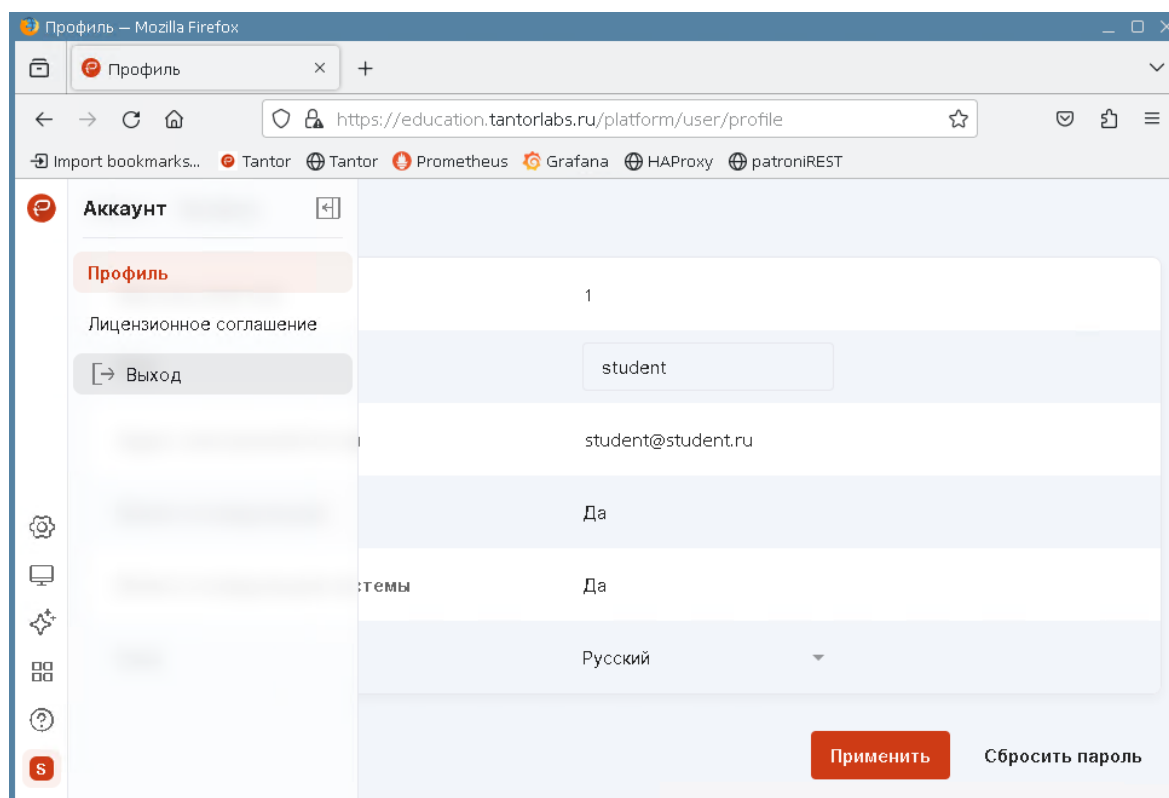 Профиль — Mozilla Firefox
Профиль
https://education.tantorlabs.ru/platform/user/profile
Import bookmarks... Tantor Tantor Prometheus Grafana HAProxy patroniREST
Аккаунт
Профиль
1
Лицензионное соглашение
student
Выход
student@student.ru
Да
стемы Да
Русский
S
Применить Сбросить пароль